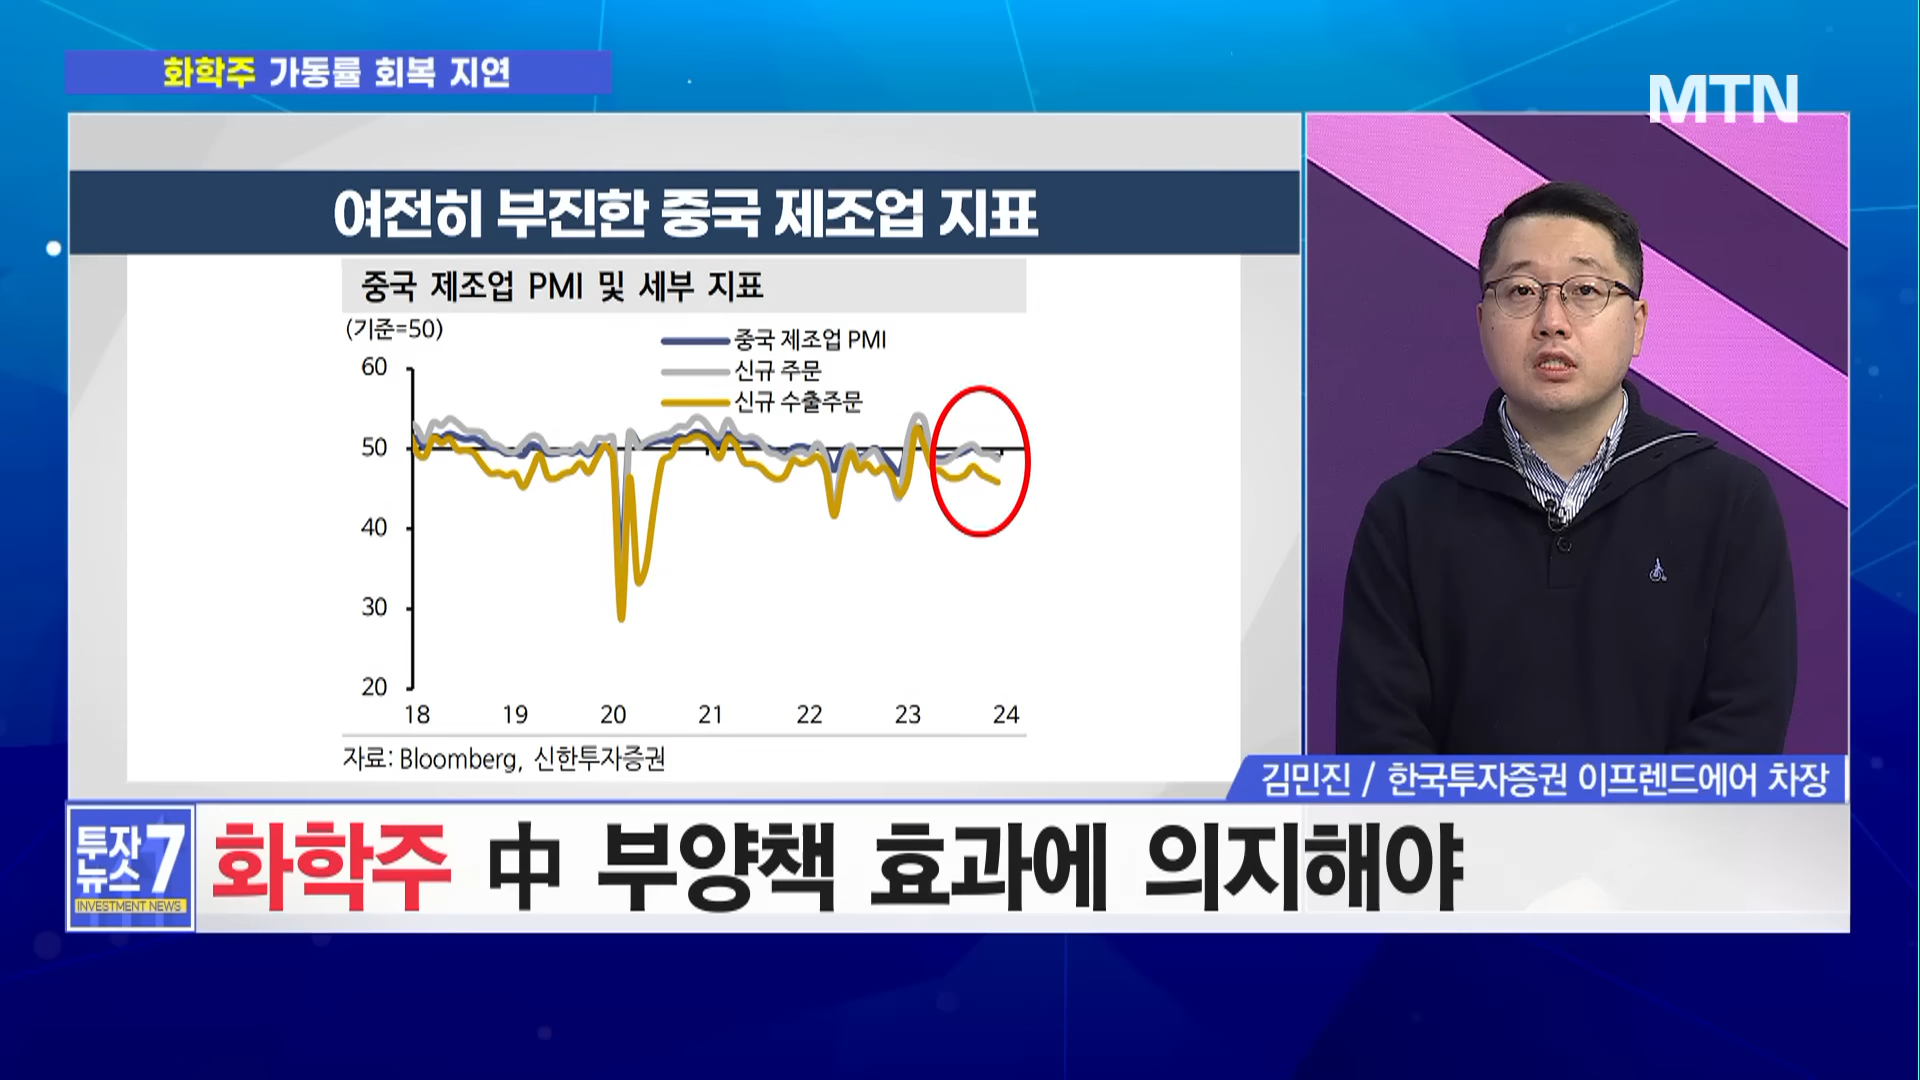 화학주 가동률 회복 지연
MTN
여전히 부진한 중국 제조업 지표
중국 제조업 PMI 및 세부 지표
(기준=50)
중국 제조업 PMI
신규 주문
신규 수출주문
60
50
40
30
20
18 19 20 21 22 23 24
자료: Bloomberg, 신한투자증권
김민진 / 한국투자증권 이프렌드에어 차장
투자
뉴스 7
INVESTMENT NEWS
화학주 中 부양책 효과에 의지해야